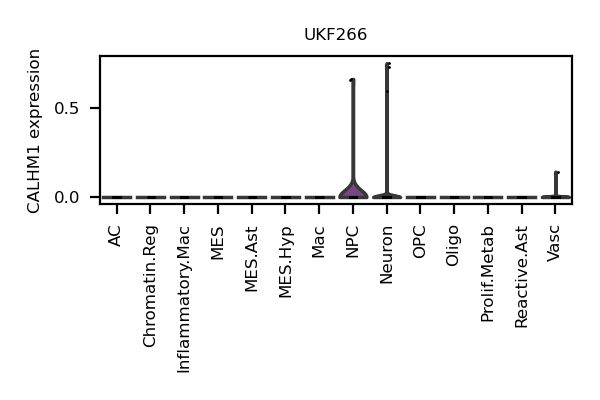 UKF266
CALHM1 expression
0.5
0.0
AC
Chromatin.Reg
Inflammatory.Mac
MES
MES.Ast
MES.Hyp
Mac
NPC
Neuron
OPC
Oligo
Prolif.Metab
Reactive.Ast
Vasc